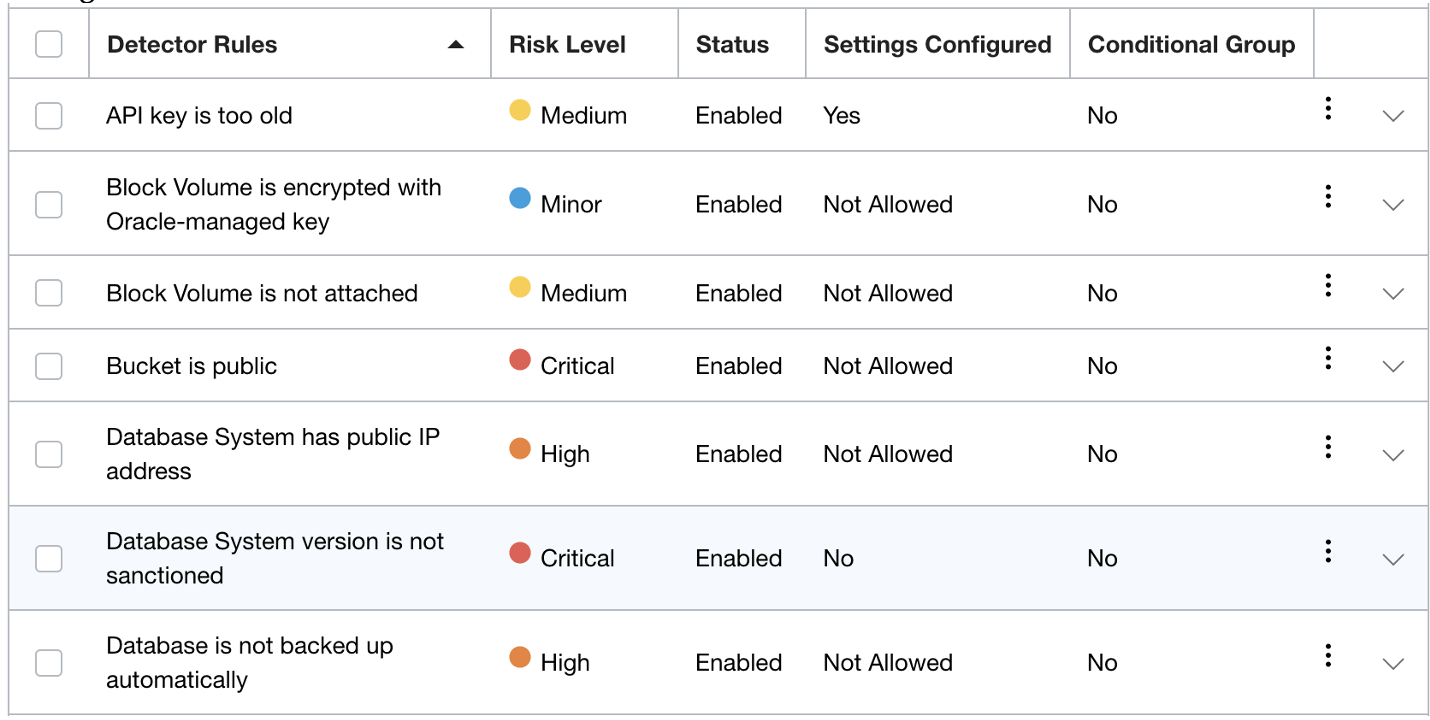 Detector Rules Risk Level Status Settings Configured Conditional Group
API key is too old Medium Enabled Yes No
Block Volume is encrypted with
Oracle-managed key Minor Enabled Not Allowed No
Block Volume is not attached Medium Enabled Not Allowed No
Bucket is public Critical Enabled Not Allowed No
Database System has public IP
address High Enabled Not Allowed No
Database System version is not
sanctioned Critical Enabled No No
Database is not backed up
automatically High Enabled Not Allowed No